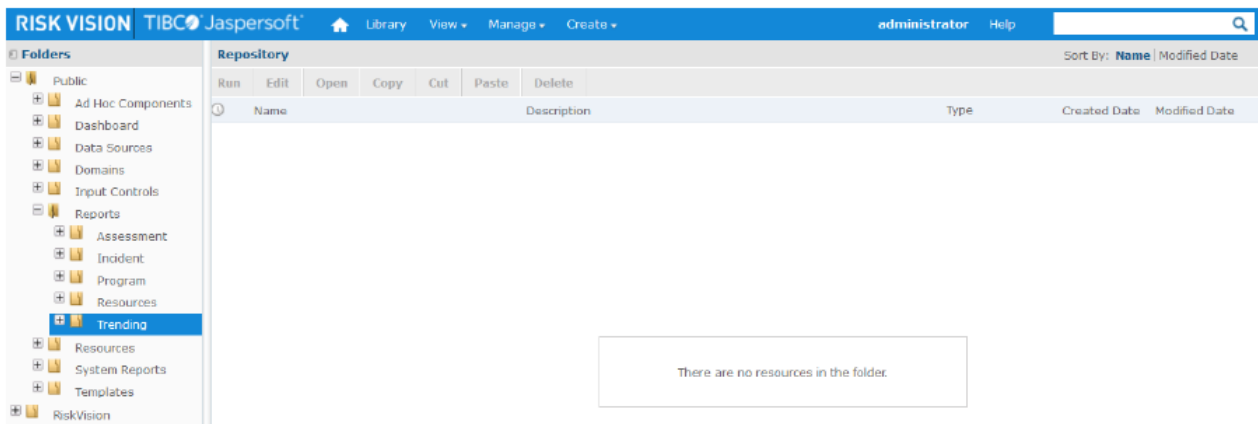 RISK VISION TIBCO Jaspersoft Library View Manage Create administrator Help
Folders
Repository
Sort By: Name | Modified Date
Run Edit Open Copy Cut Paste Delete
Name Description Type Created Date Modified Date
Public
Ad Hoc Components
Dashboard
Data Sources
Domains
Input Controls
Reports
Assessment
Incident
Program
Resources
Trending
Resources
System Reports
Templates
RiskVision
There are no resources in the folder.